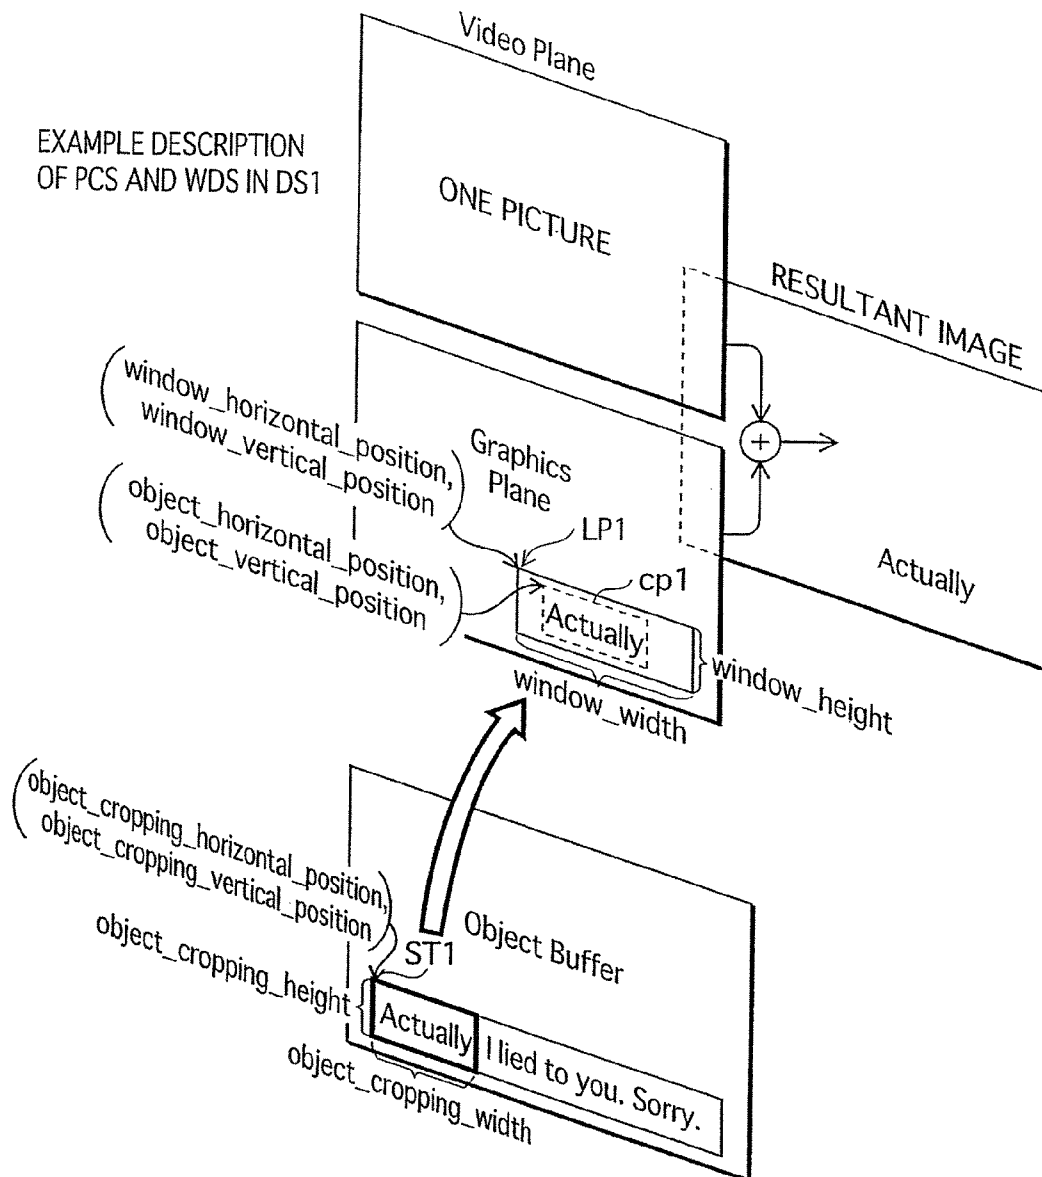 Video Plane
EXAMPLE DESCRIPTION
OF PCS AND WDS IN DS1
ONE PICTURE
RESULTANT IMAGE
window_horizontal_position,
window_vertical_position
Graphics
Plane
object_horizontal_position,
object_vertical_position
LP1
cp1
Actually
Actually
window_height
window_width
object_cropping_horizontal_position,
object_cropping_vertical_position
ST1
Object Buffer
object_cropping_height
Actually
I lied to you. Sorry.
object_cropping_width